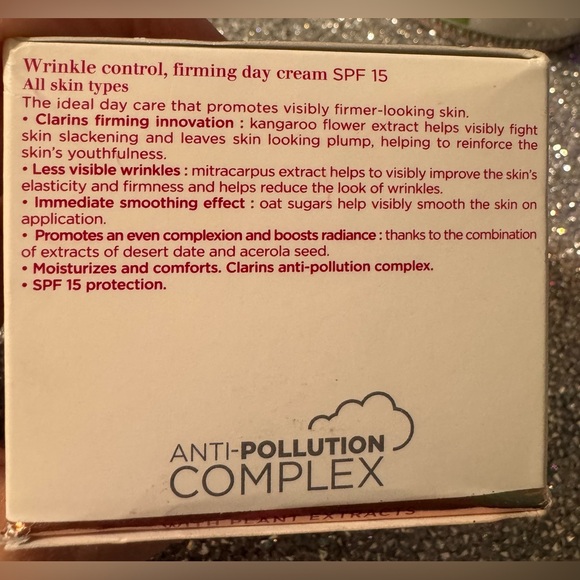 Wrinkle control, firming day cream SPF 15
All skin types
The ideal day care that promotes visibly firmer-looking skin.
• Clarins firming innovation : kangaroo flower extract helps visibly fight
skin slackening and leaves skin looking plump, helping to reinforce the
skin's youthfulness.
• Less visible wrinkles : mitracarpus extract helps to visibly improve the skin's
elasticity and firmness and helps reduce the look of wrinkles.
• Immediate smoothing effect : oat sugars help visibly smooth the skin on
application.
• Promotes an even complexion and boosts radiance : thanks to the combination
of extracts of desert date and acerola seed.
• Moisturizes and comforts. Clarins anti-pollution complex.
• SPF 15 protection.
ANTI-POLLUTION
COMPLEX
WITH PLANT EXTRACTS